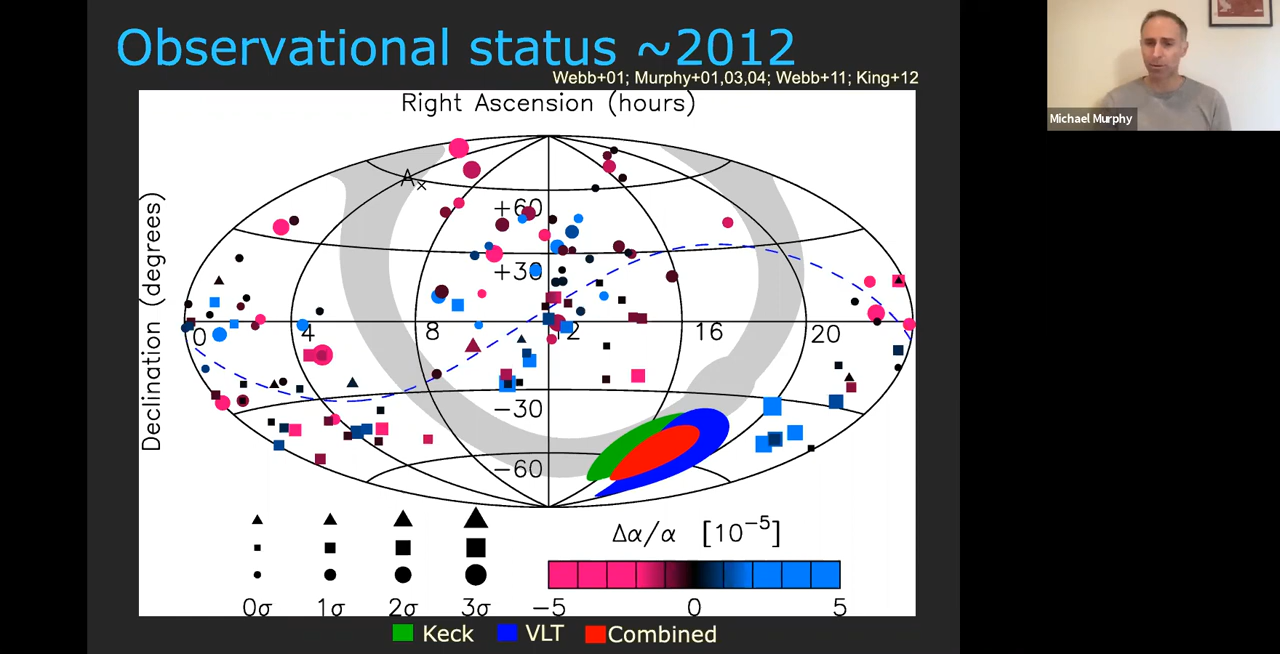 Observational status ~2012
Webb+01; Murphy+01,03,04; Webb+11; King+12
Michael Murphy
Right Ascension (hours)
Declination (degrees)
Aₓ
+60
+30
0 4 8 12 16 20
−30
−60
Δα/α [10⁻⁵]
0σ 1σ 2σ 3σ
−5 0 5
Keck VLT Combined